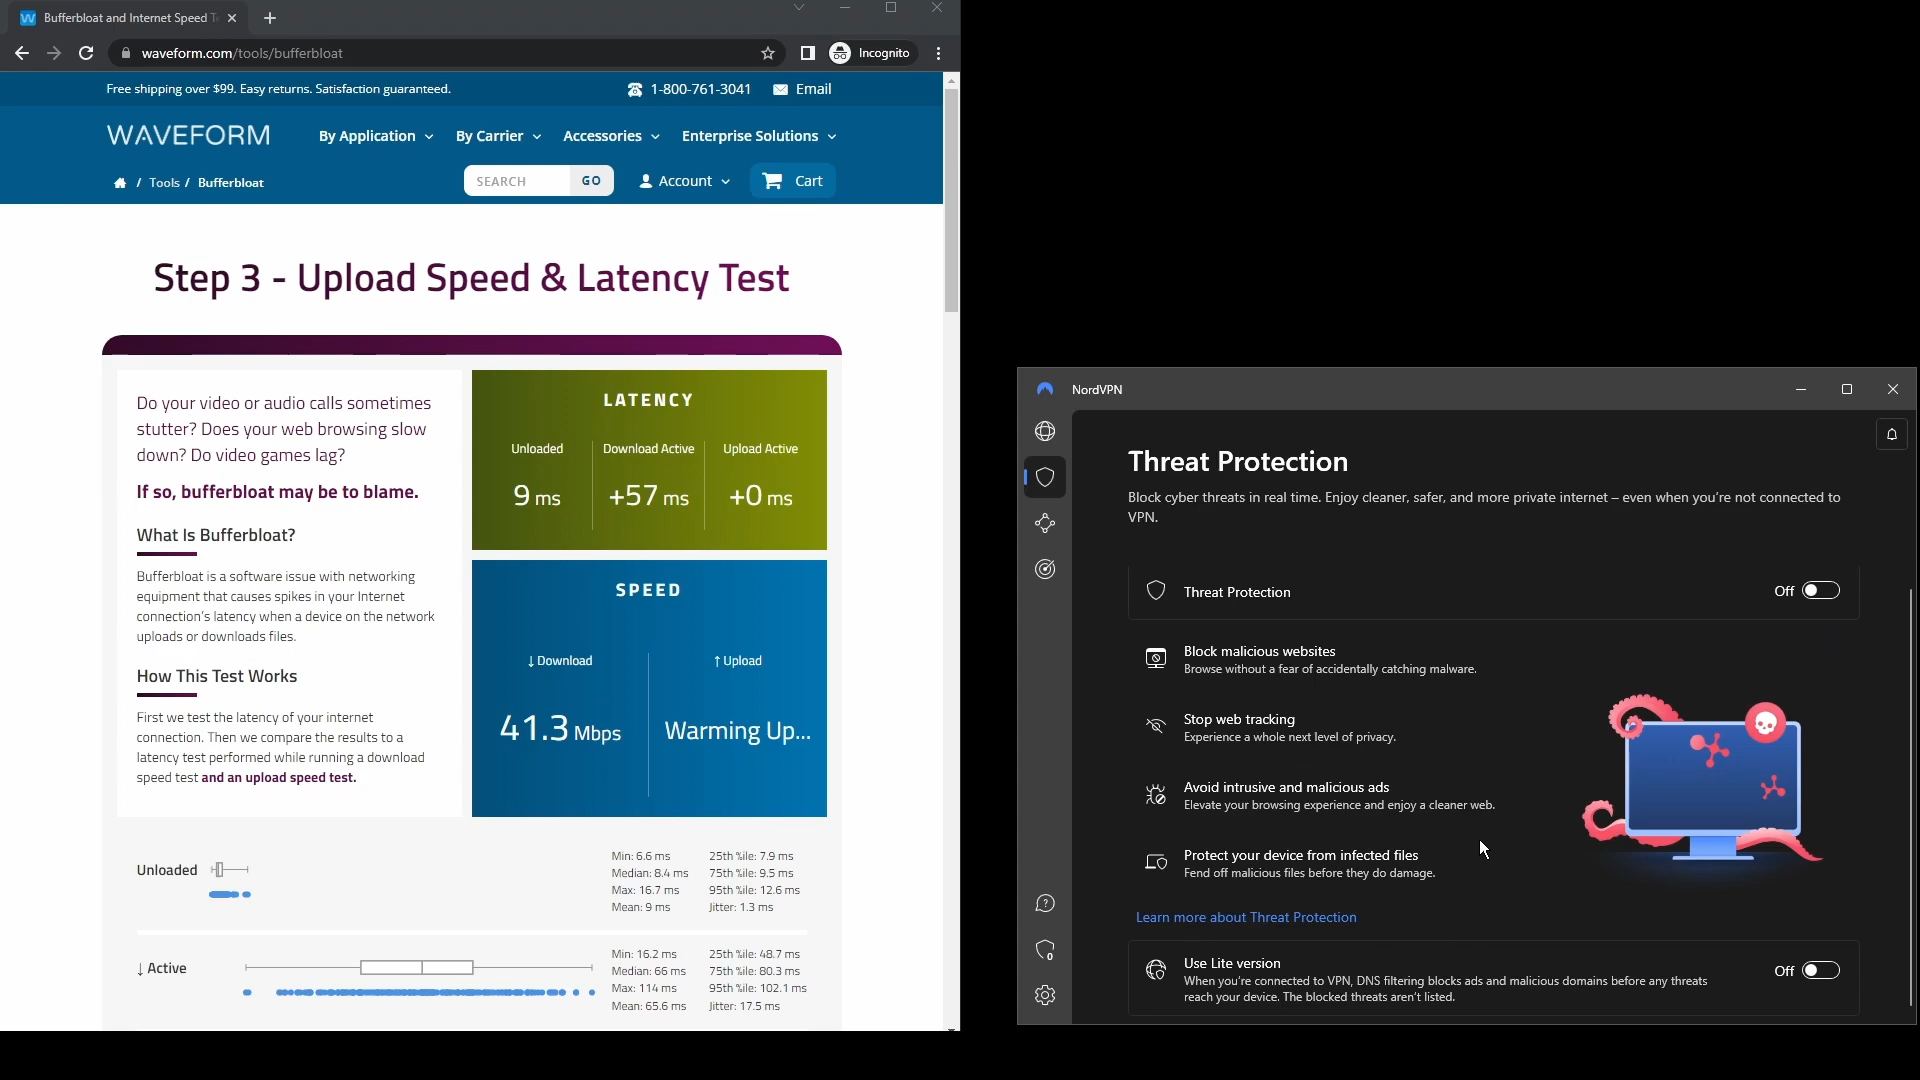 Bufferbloat and Internet Speed T
waveform.com/tools/bufferbloat
Incognito
Free shipping over $99. Easy returns. Satisfaction guaranteed.
1-800-761-3041
Email
WAVEFORM
By Application
By Carrier
Accessories
Enterprise Solutions
/ Tools / Bufferbloat
SEARCH
GO
Account
Cart
Step 3 - Upload Speed & Latency Test
Do your video or audio calls sometimes
stutter? Does your web browsing slow
down? Do video games lag?
If so, bufferbloat may be to blame.
What Is Bufferbloat?
Bufferbloat is a software issue with networking
equipment that causes spikes in your Internet
connection's latency when a device on the network
uploads or downloads files.
How This Test Works
First we test the latency of your internet
connection. Then we compare the results to a
latency test performed while running a download
speed test and an upload speed test.
LATENCY
Unloaded
Download Active
Upload Active
9 ms
+57 ms
+0 ms
SPEED
↓ Download
↑ Upload
41.3 Mbps
Warming Up...
Unloaded
Min: 6.6 ms
25th %ile: 7.9 ms
Median: 8.4 ms
75th %ile: 9.5 ms
Max: 16.7 ms
95th %ile: 12.6 ms
Mean: 9 ms
Jitter: 1.3 ms
↓ Active
Min: 16.2 ms
25th %ile: 48.7 ms
Median: 66 ms
75th %ile: 80.3 ms
Max: 114 ms
95th %ile: 102.1 ms
Mean: 65.6 ms
Jitter: 17.5 ms
NordVPN
Threat Protection
Block cyber threats in real time. Enjoy cleaner, safer, and more private internet – even when you're not connected to
VPN.
Threat Protection
Off
Block malicious websites
Browse without a fear of accidentally catching malware.
Stop web tracking
Experience a whole next level of privacy.
Avoid intrusive and malicious ads
Elevate your browsing experience and enjoy a cleaner web.
Protect your device from infected files
Fend off malicious files before they do damage.
Learn more about Threat Protection
Use Lite version
Off
When you're connected to VPN, DNS filtering blocks ads and malicious domains before any threats
reach your device. The blocked threats aren't listed.